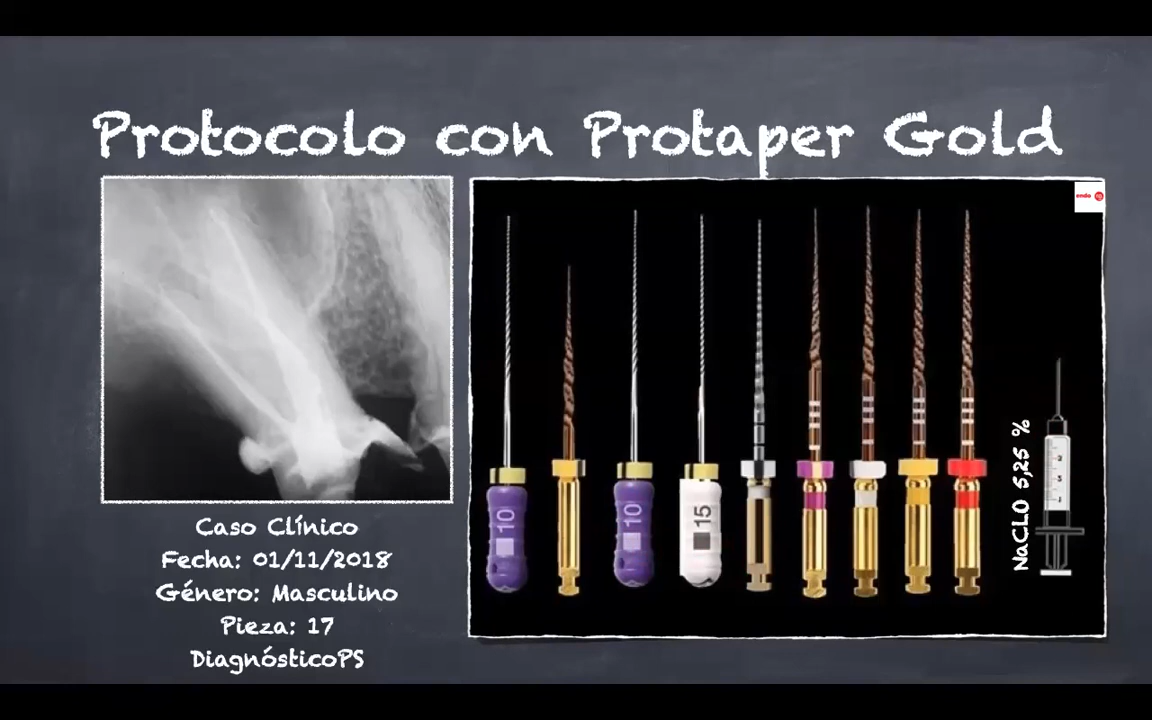 Protocolo con Protaper Gold
endo
10
10
15
NaCLO 5,25 %
Caso Clínico
Fecha: 01/11/2018
Género: Masculino
Pieza: 17
DiagnósticoPS